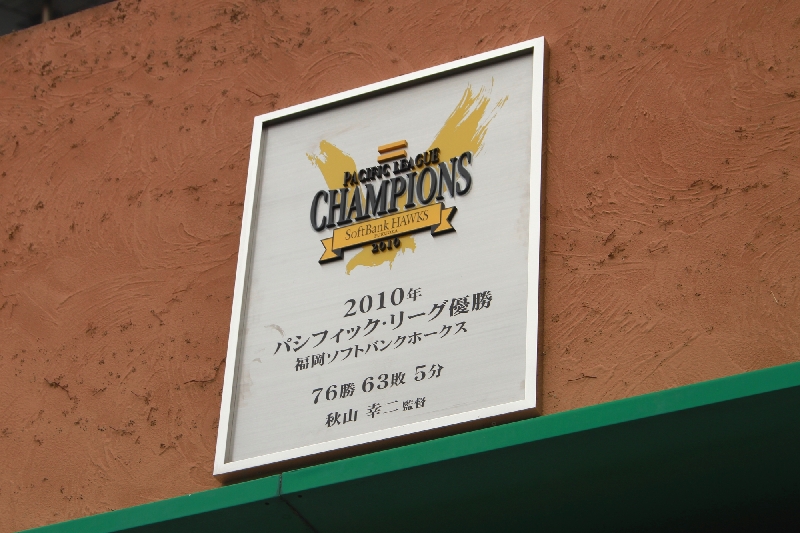 PACIFIC LEAGUE
CHAMPIONS
SoftBank HAWKS
FUKUOKA
2010
2010年
パシフィック・リーグ優勝
福岡ソフトバンクホークス
76勝 63敗 5分
秋山 幸二監督